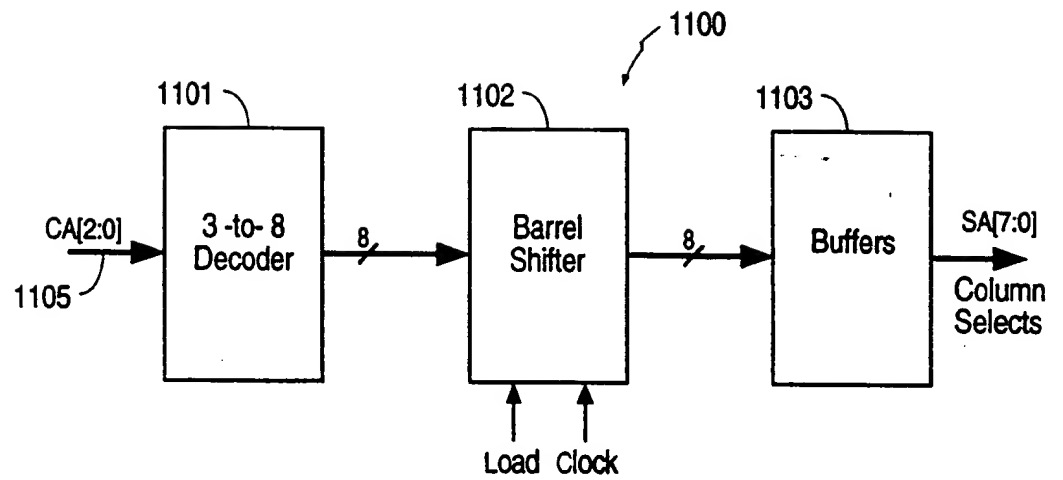 1100
1101
1102
1103
CA[2:0]
1105
3-to-8
Decoder
8
Barrel
Shifter
8
Buffers
SA[7:0]
Column
Selects
Load
Clock